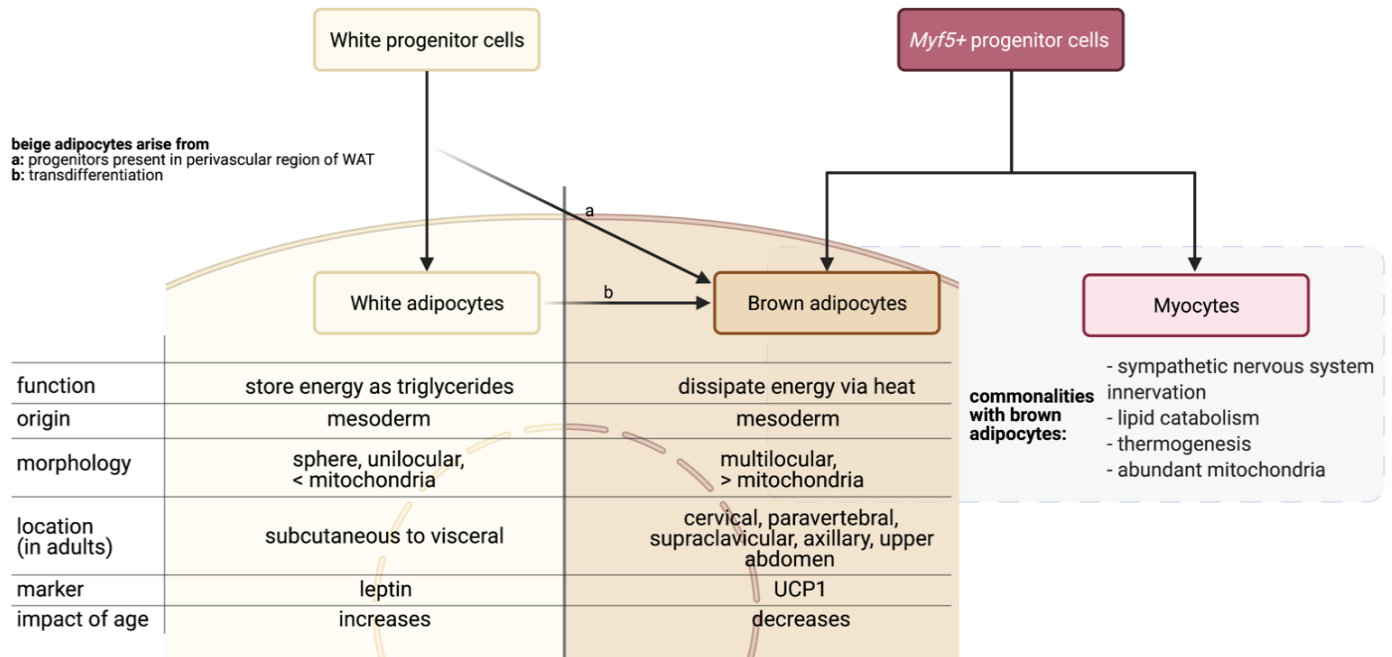 White progenitor cells
Myf5+ progenitor cells
beige adipocytes arise from
a: progenitors present in perivascular region of WAT
b: transdifferentiation
a
b
White adipocytes
Brown adipocytes
Myocytes
function
store energy as triglycerides
dissipate energy via heat
origin
mesoderm
mesoderm
morphology
sphere, unilocular,
< mitochondria
multilocular,
> mitochondria
location
(in adults)
subcutaneous to visceral
cervical, paravertebral,
supraclavicular, axillary, upper
abdomen
marker
leptin
UCP1
impact of age
increases
decreases
commonalities
with brown
adipocytes:
- sympathetic nervous system
innervation
- lipid catabolism
- thermogenesis
- abundant mitochondria